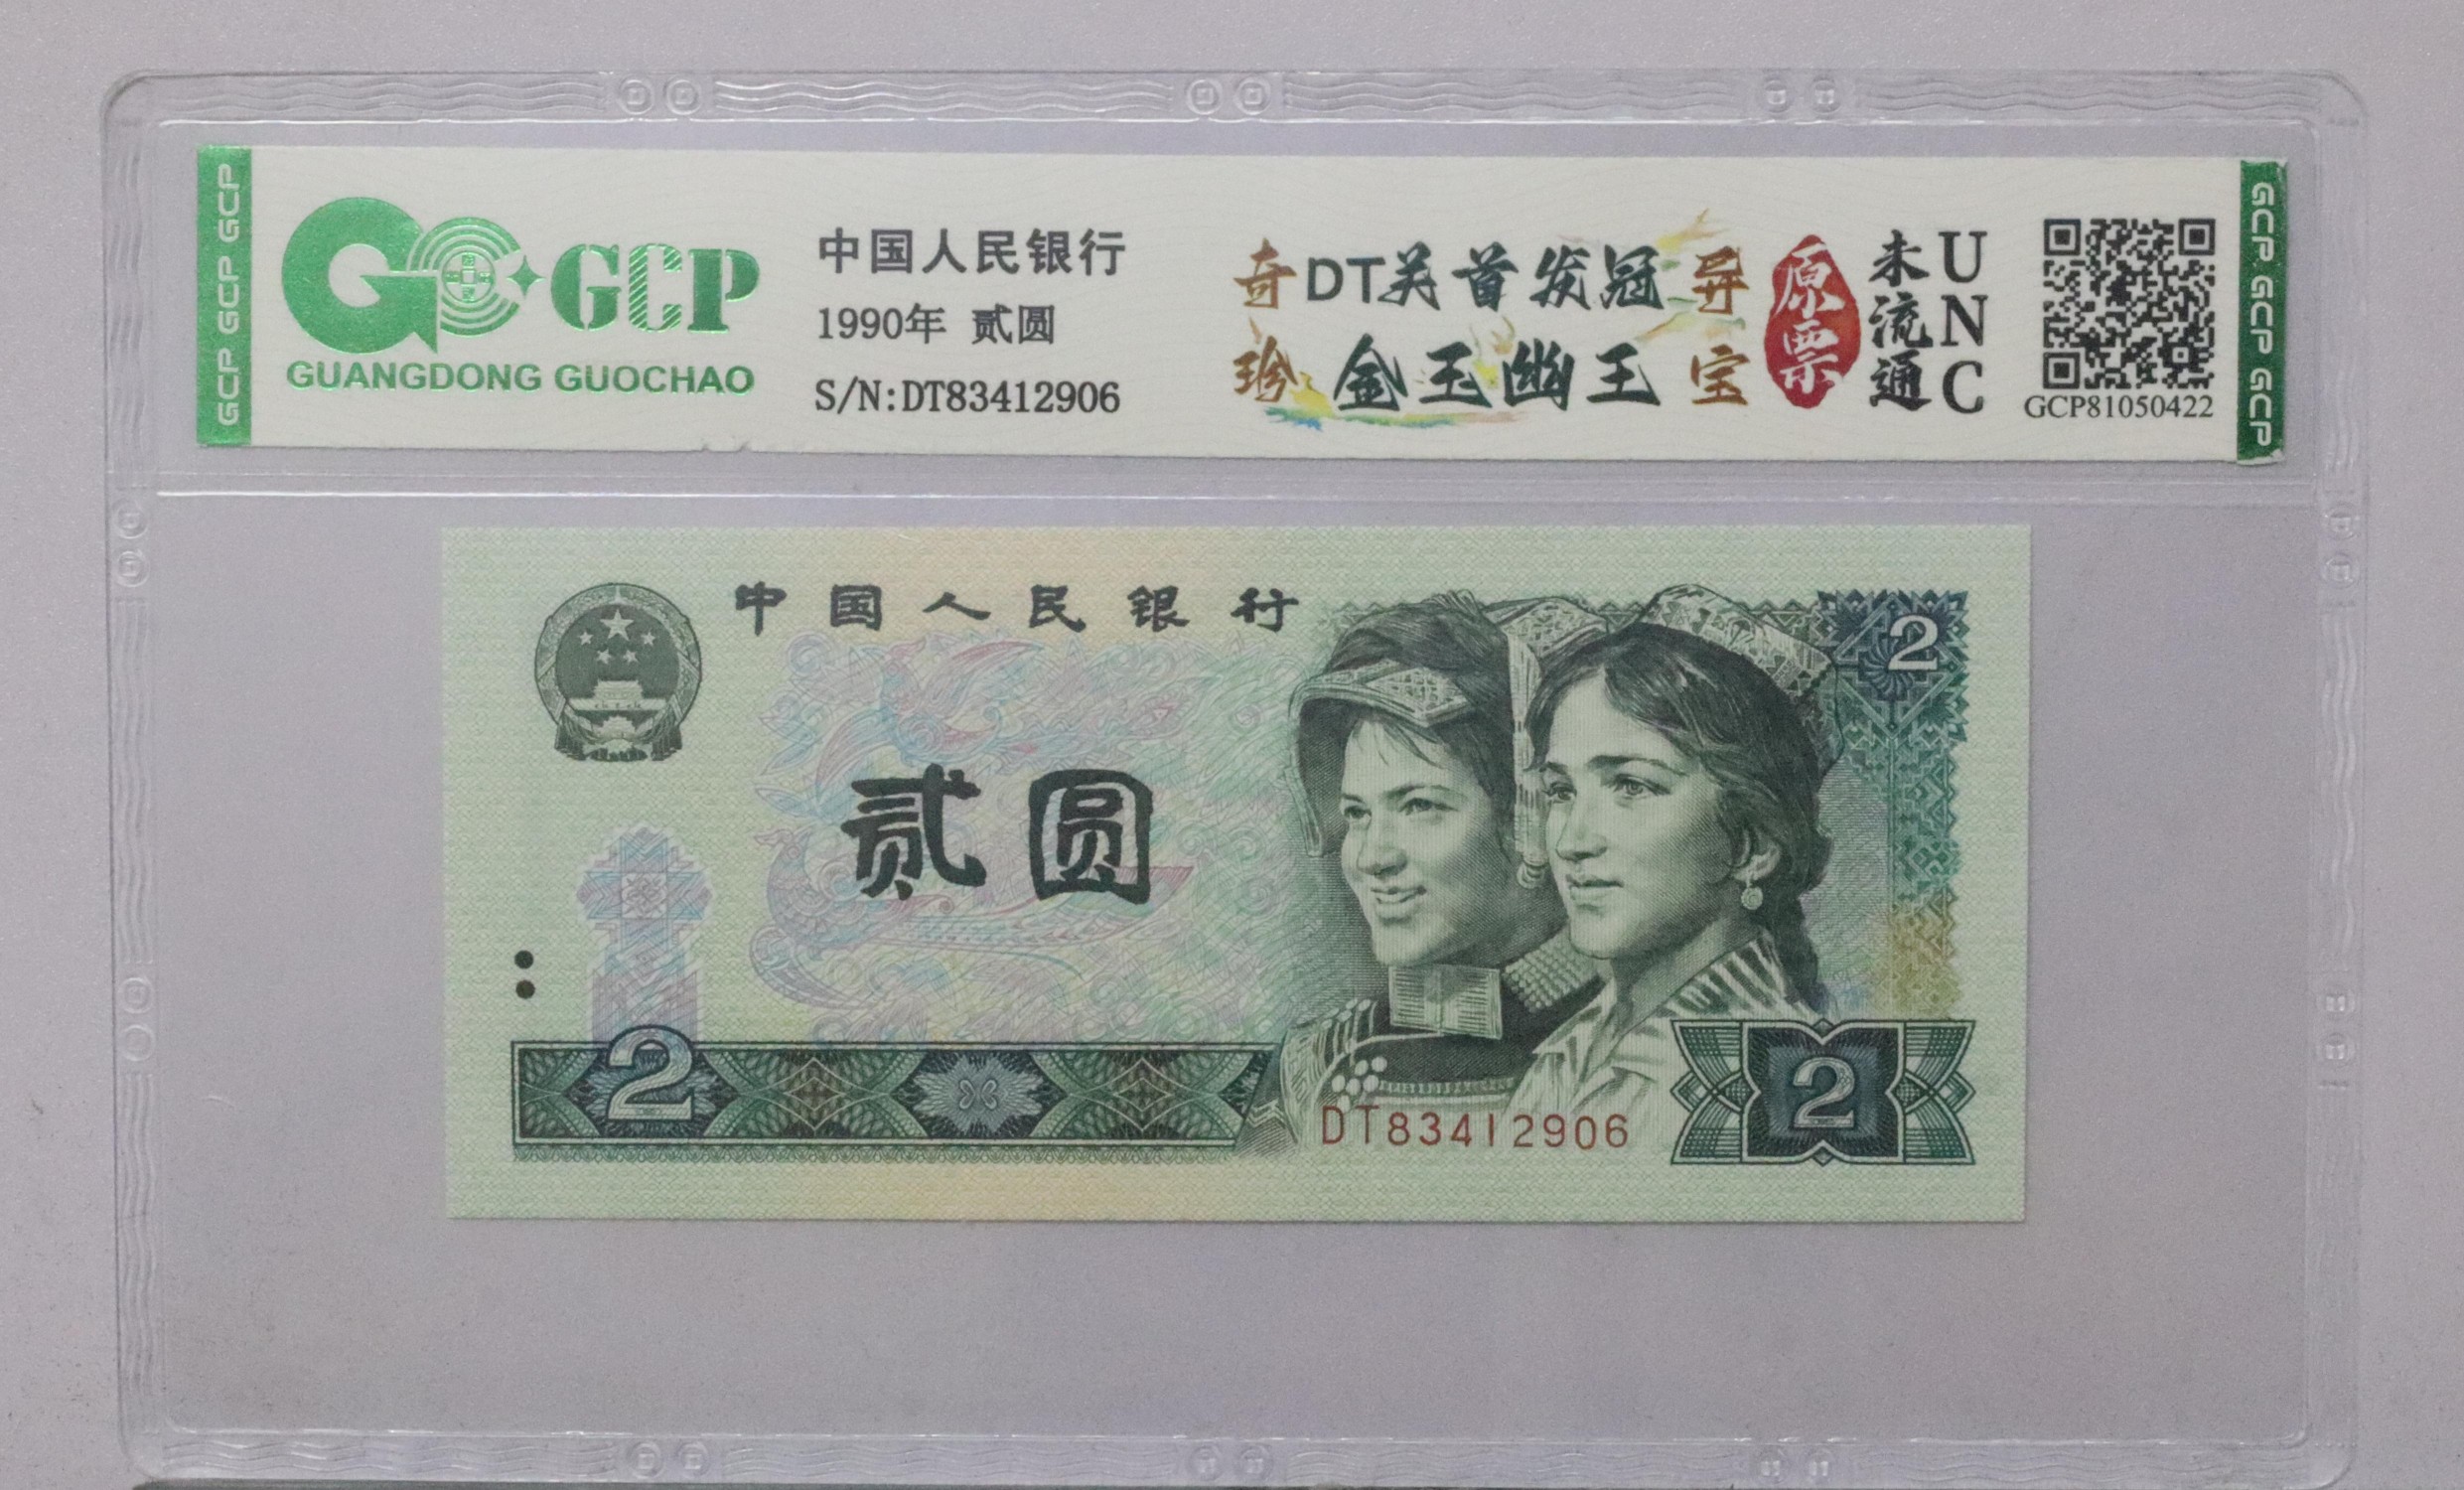 GCP GCP GCP
GCP
GUANGDONG GUOCHAO
中国人民银行
1990年 贰圆
S/N:DT83412906
奇珍
DT关首发冠
金玉幽王
异宝
原票
未流通
UNC
GCP81050422
GCP GCP GCP
中国人民银行
2
贰圆
2
DT83412906
2